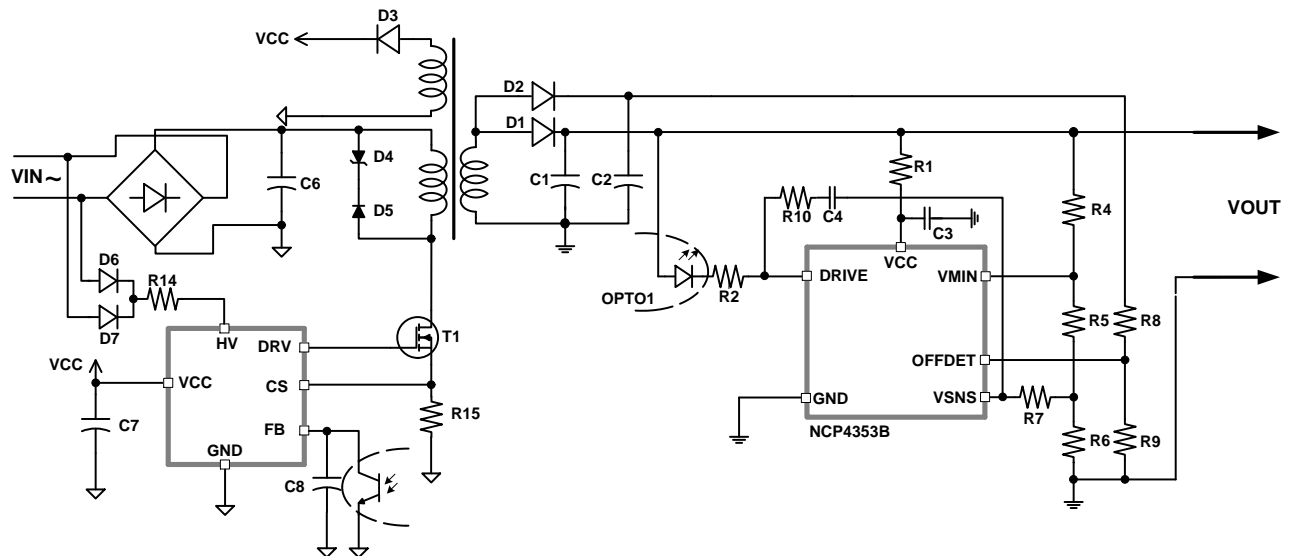 D3
VCC
D2
D1
D4
D5
C6
VIN ~
C1
C2
R1
R10
C4
C3
R4
VOUT
D6
R14
D7
OPTO1
R2
DRIVE
VCC
VMIN
R5
R8
HV
DRV
T1
VCC
VCC
CS
OFFDET
C7
FB
R15
GND
VSNS
R7
NCP4353B
R6
R9
GND
C8